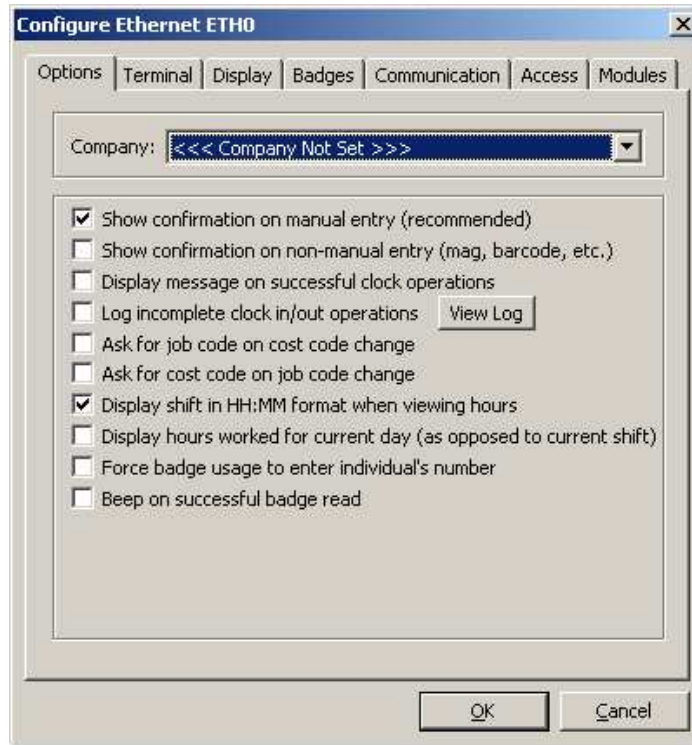 Configure Ethernet ETH0
Options Terminal Display Badges Communication Access Modules
Company: <<< Company Not Set >>>
Show confirmation on manual entry (recommended)
Show confirmation on non-manual entry (mag, barcode, etc.)
Display message on successful clock operations
Log incomplete clock in/out operations View Log
Ask for job code on cost code change
Ask for cost code on job code change
Display shift in HH:MM format when viewing hours
Display hours worked for current day (as opposed to current shift)
Force badge usage to enter individual's number
Beep on successful badge read
OK Cancel